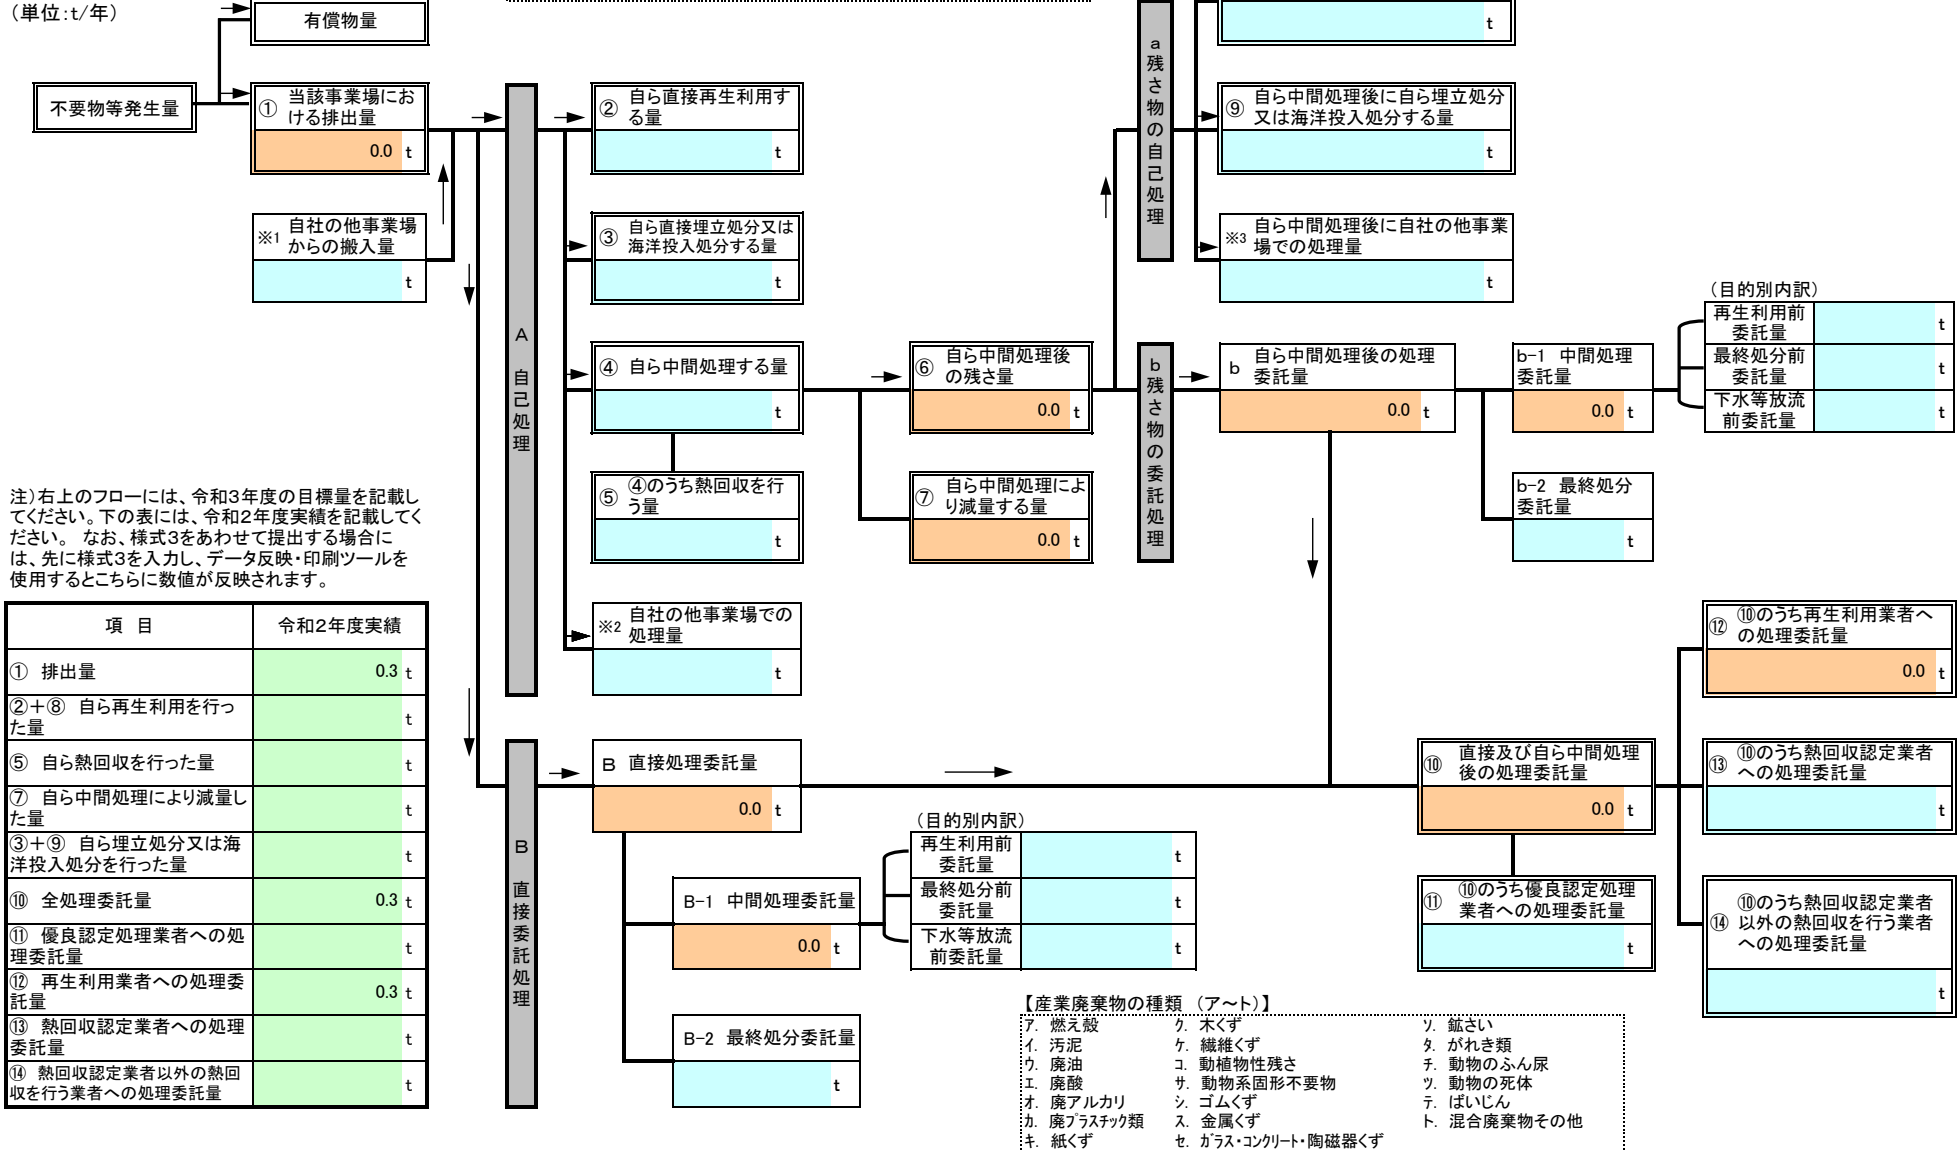 （単位：t/年）
有償物量
t
不要物等発生量
① 当該事業場にお
ける排出量
0.0 t
※1 自社の他事業場
からの搬入量
t
A 自己処理
② 自ら直接再生利用す
る量
t
③ 自ら直接埋立処分又は
海洋投入処分する量
t
④ 自ら中間処理する量
t
⑤ ④のうち熱回収を行
う量
t
※2 自社の他事業場での
処理量
t
⑥ 自ら中間処理後
の残さ量
0.0 t
⑦ 自ら中間処理によ
り減量する量
0.0 t
a残さ物の自己処理
⑨ 自ら中間処理後に自ら埋立処分
又は海洋投入処分する量
t
※3 自ら中間処理後に自社の他事業
場での処理量
t
b残さ物の委託処理
b 自ら中間処理後の処理
委託量
0.0 t
b-1 中間処理
委託量
0.0 t
b-2 最終処分
委託量
t
（目的別内訳）
再生利用前
委託量
t
最終処分前
委託量
t
下水等放流
前委託量
t
注）右上のフローには、令和３年度の目標量を記載し
てください。下の表には、令和２年度実績を記載してく
ださい。 なお、様式３をあわせて提出する場合に
は、先に様式３を入力し、データ反映・印刷ツールを
使用するとこちらに数値が反映されます。
項 目 令和２年度実績
① 排出量 0.3 t
②＋⑧ 自ら再生利用を行っ
た量 t
⑤ 自ら熱回収を行った量 t
⑦ 自ら中間処理により減量し
た量 t
③＋⑨ 自ら埋立処分又は海
洋投入処分を行った量 t
⑩ 全処理委託量 0.3 t
⑪ 優良認定処理業者への処
理委託量 t
⑫ 再生利用業者への処理委
託量 0.3 t
⑬ 熱回収認定業者への処理
委託量 t
⑭ 熱回収認定業者以外の熱回
収を行う業者への処理委託量 t
B 直接委託処理
B 直接処理委託量
0.0 t
B-1 中間処理委託量
0.0 t
B-2 最終処分委託量
t
（目的別内訳）
再生利用前
委託量
t
最終処分前
委託量
t
下水等放流
前委託量
t
⑩ 直接及び自ら中間処理
後の処理委託量
0.0 t
⑪ ⑩のうち優良認定処理
業者への処理委託量
t
⑫ ⑩のうち再生利用業者へ
の処理委託量
0.0 t
⑬ ⑩のうち熱回収認定業者
への処理委託量
t
⑭ ⑩のうち熱回収認定業者
以外の熱回収を行う業者
への処理委託量
t
【産業廃棄物の種類 （ア～ト）】
ア. 燃え殻 ク. 木くず ソ. 鉱さい
イ. 汚泥 ケ. 繊維くず タ. がれき類
ウ. 廃油 コ. 動植物性残さ チ. 動物のふん尿
エ. 廃酸 サ. 動物系固形不要物 ツ. 動物の死体
オ. 廃アルカリ シ. ゴムくず テ. ばいじん
カ. 廃プラスチック類 ス. 金属くず ト. 混合廃棄物その他
キ. 紙くず セ. ガラス・コンクリート・陶磁器くず